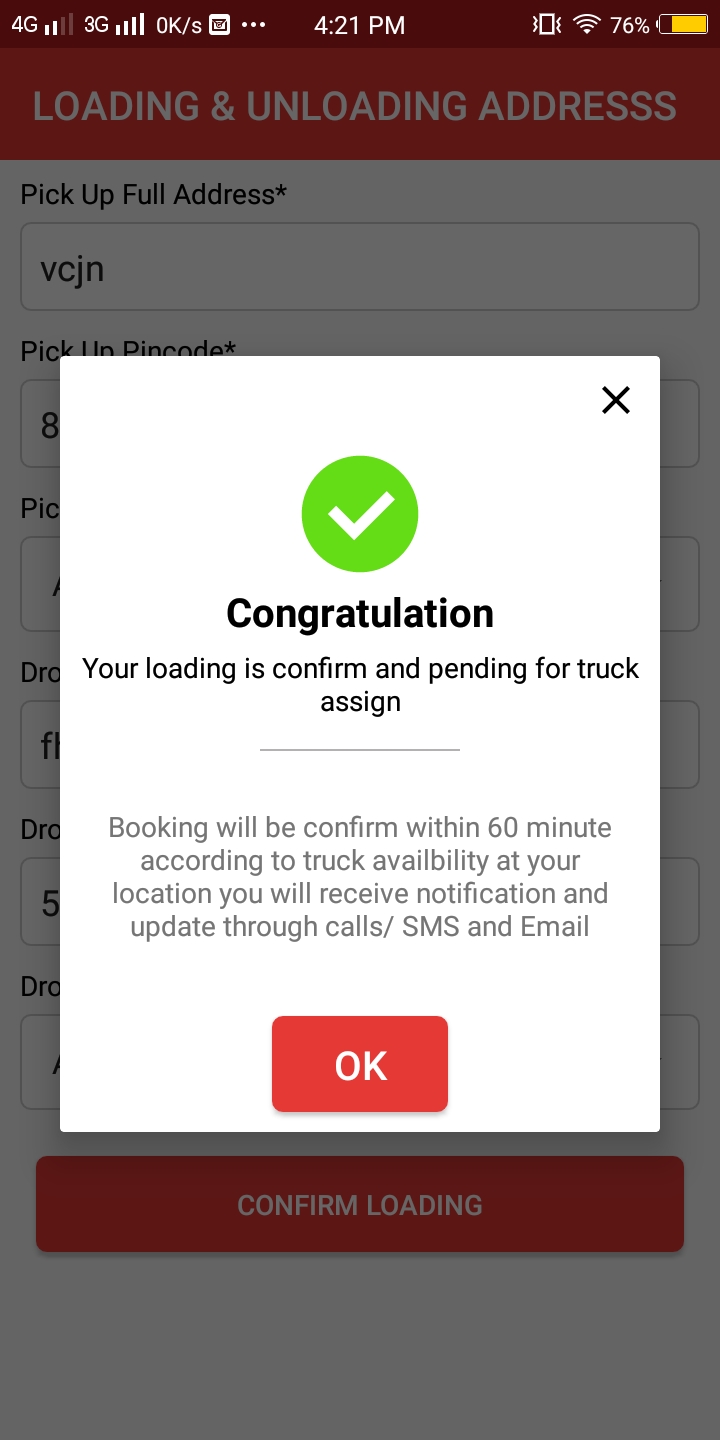 4G 3G 0K/s ... 4:21 PM 76%
LOADING & UNLOADING ADDRESSS
Pick Up Full Address*
vcjn
Pick Up Pincode*
8
Pic
Congratulation
Your loading is confirm and pending for truck
assign
Dro
Booking will be confirm within 60 minute
according to truck availbility at your
location you will receive notification and
update through calls/ SMS and Email
Dro
5
Dro
OK
CONFIRM LOADING